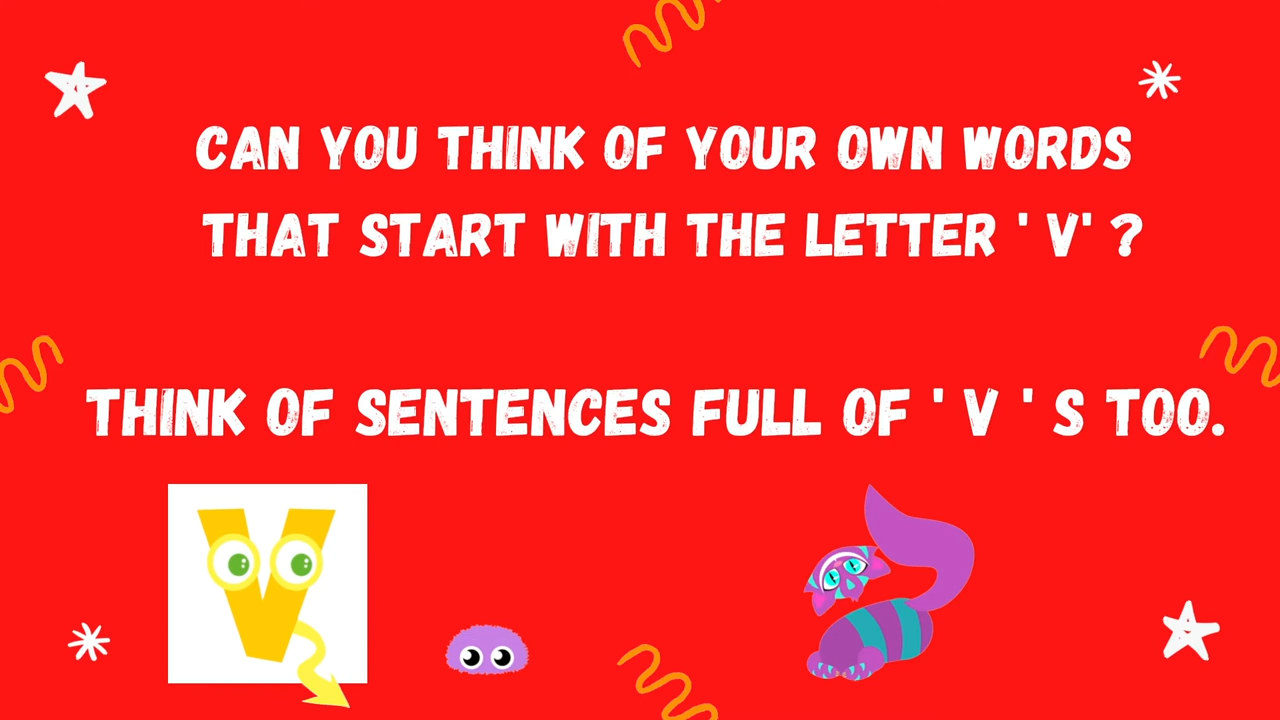 CAN YOU THINK OF YOUR OWN WORDS
THAT START WITH THE LETTER ' V' ?
THINK OF SENTENCES FULL OF ' V ' S TOO.
V